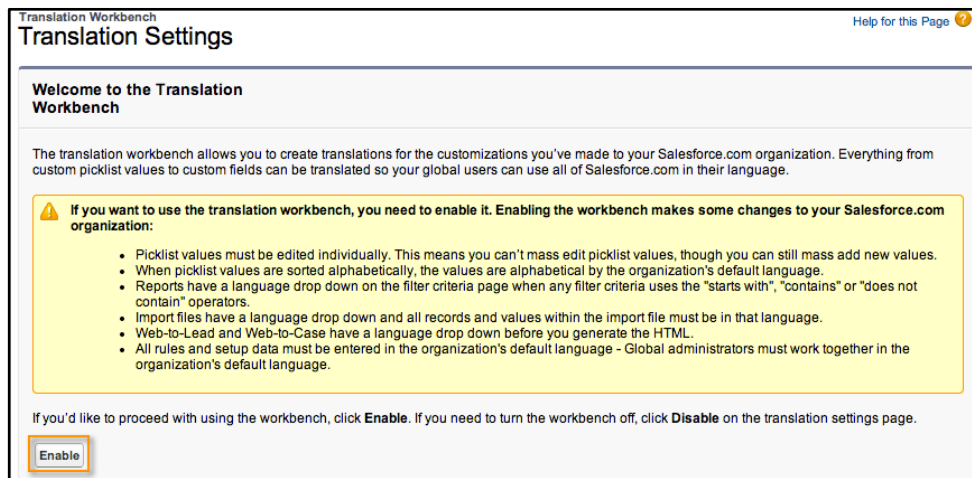 Translation Workbench
Translation Settings
Help for this Page
Welcome to the Translation
Workbench
The translation workbench allows you to create translations for the customizations you've made to your Salesforce.com organization. Everything from
custom picklist values to custom fields can be translated so your global users can use all of Salesforce.com in their language.
If you want to use the translation workbench, you need to enable it. Enabling the workbench makes some changes to your Salesforce.com
organization:
• Picklist values must be edited individually. This means you can't mass edit picklist values, though you can still mass add new values.
• When picklist values are sorted alphabetically, the values are alphabetical by the organization's default language.
• Reports have a language drop down on the filter criteria page when any filter criteria uses the "starts with", "contains" or "does not
contain" operators.
• Import files have a language drop down and all records and values within the import file must be in that language.
• Web-to-Lead and Web-to-Case have a language drop down before you generate the HTML.
• All rules and setup data must be entered in the organization's default language - Global administrators must work together in the
organization's default language.
If you'd like to proceed with using the workbench, click Enable. If you need to turn the workbench off, click Disable on the translation settings page.
Enable